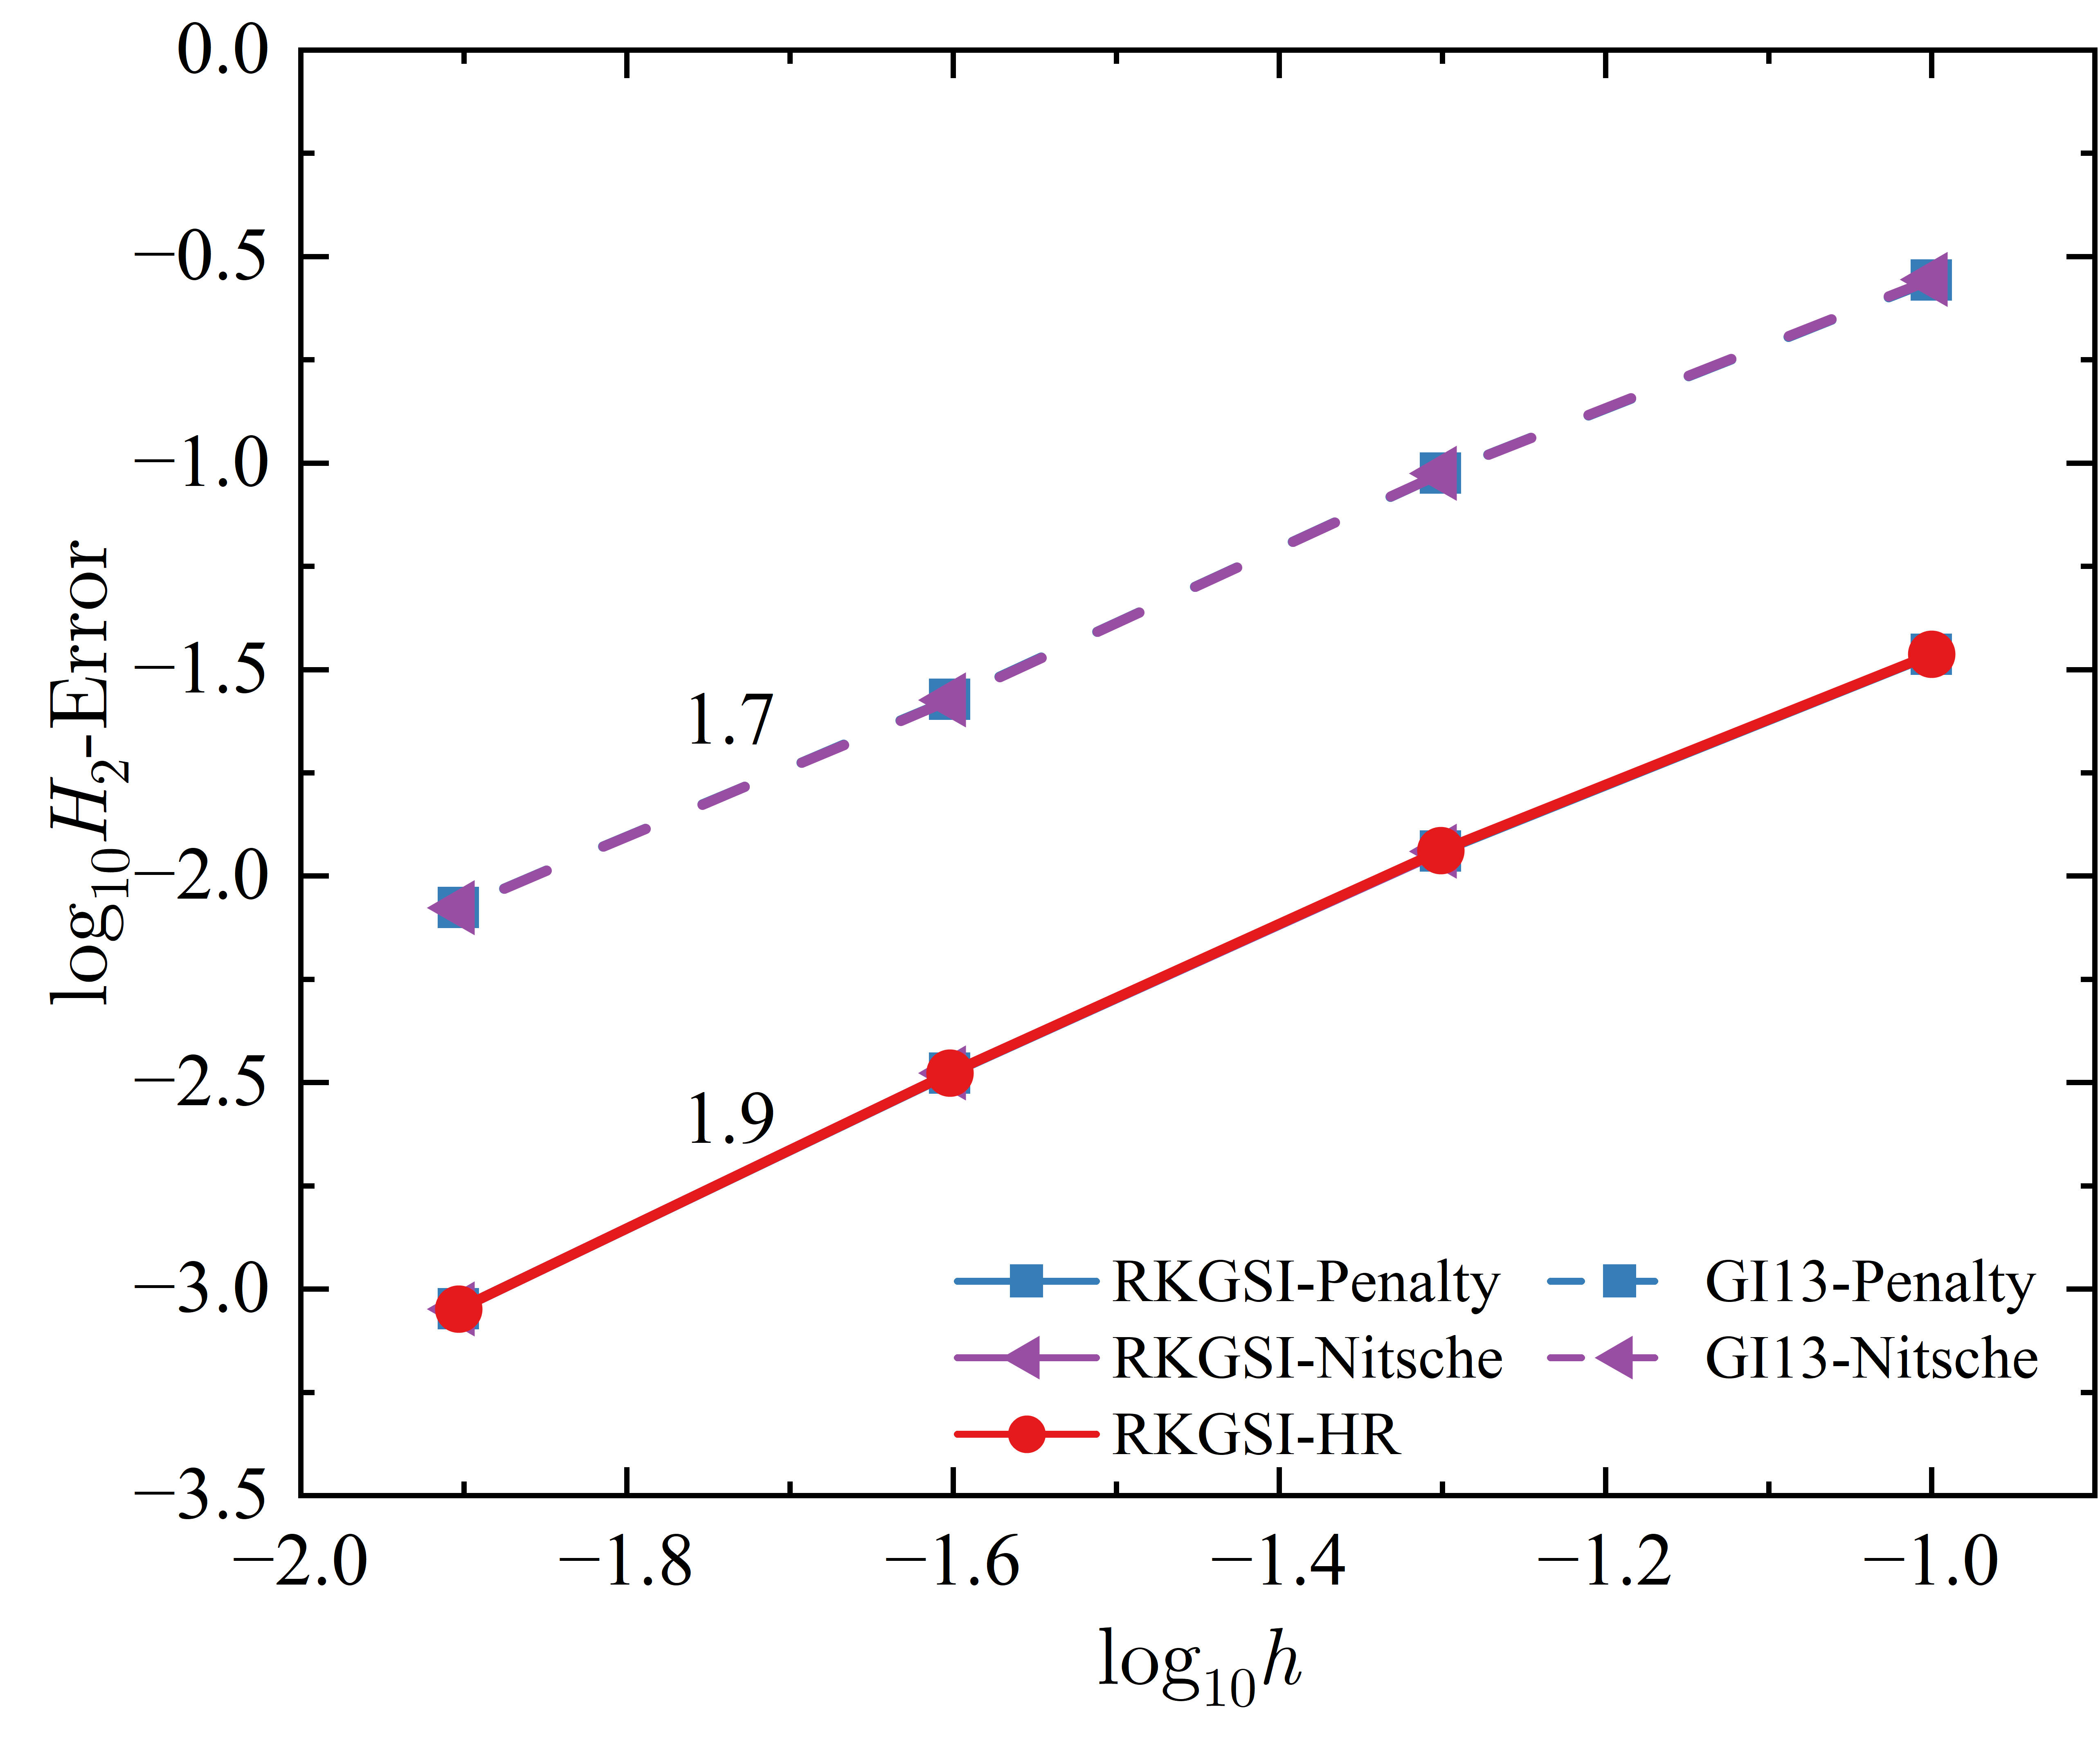 0.0
−0.5
−1.0
−1.5
−2.0
−2.5
−3.0
−3.5
log₁₀H₂-Error
1.7
1.9
RKGSI-Penalty GI13-Penalty
RKGSI-Nitsche GI13-Nitsche
RKGSI-HR
−2.0 −1.8 −1.6 −1.4 −1.2 −1.0
log₁₀h